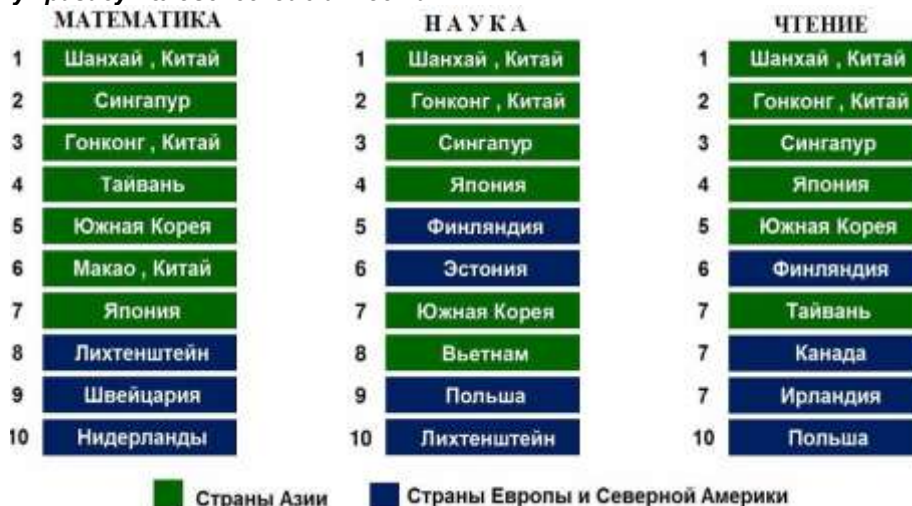 МАТЕМАТИКА
1 Шанхай , Китай
2 Сингапур
3 Гонконг , Китай
4 Тайвань
5 Южная Корея
6 Макао , Китай
7 Япония
8 Лихтенштейн
9 Швейцария
10 Нидерланды
Н А У К А
1 Шанхай , Китай
2 Гонконг , Китай
3 Сингапур
4 Япония
5 Финляндия
6 Эстония
7 Южная Корея
8 Вьетнам
9 Польша
10 Лихтенштейн
ЧТЕНИЕ
1 Шанхай , Китай
2 Гонконг , Китай
3 Сингапур
4 Япония
5 Южная Корея
6 Финляндия
7 Тайвань
7 Канада
7 Ирландия
10 Польша
Страны Азии
Страны Европы и Северной Америки